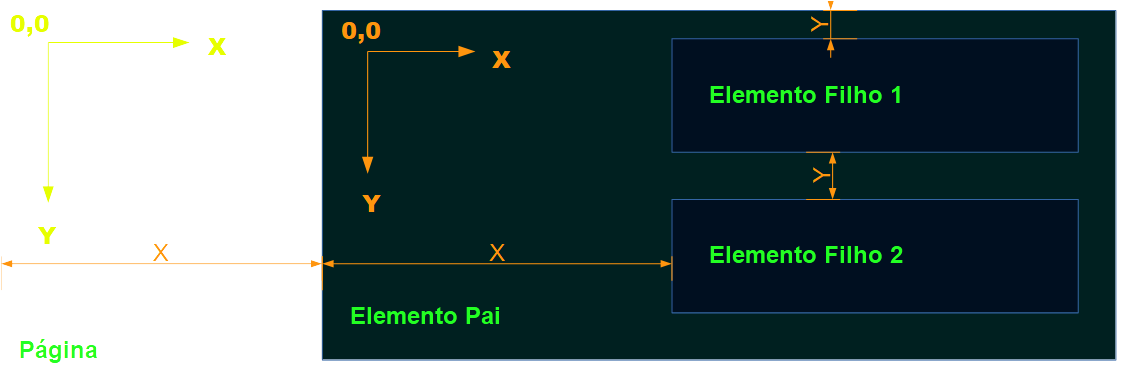 0,0
X
Y
X
Página
0,0
X
Y
X
Elemento Pai
Y
Elemento Filho 1
Y
Elemento Filho 2